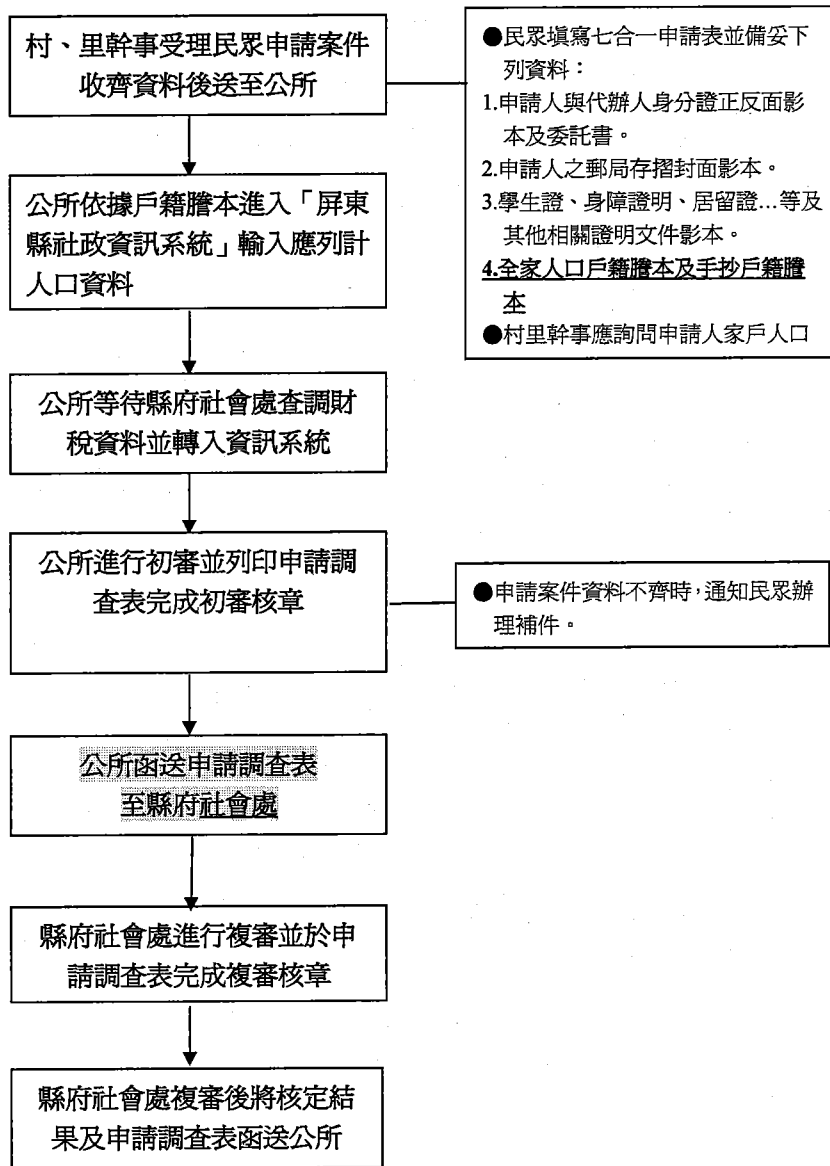 村、里幹事受理民眾申請案件
收齊資料後送至公所
●民眾填寫七合一申請表並備妥下
列資料：
1.申請人與代辦人身分證正反面影
本及委託書。
2.申請人之郵局存摺封面影本。
3.學生證、身障證明、居留證...等及
其他相關證明文件影本。
4.全家人口戶籍謄本及手抄戶籍謄
本
●村里幹事應詢問申請人家戶人口
公所依據戶籍謄本進入「屏東
縣社政資訊系統」輸入應列計
人口資料
公所等待縣府社會處查調財
稅資料並轉入資訊系統
公所進行初審並列印申請調
查表完成初審核章
●申請案件資料不齊時，通知民眾辦
理補件。
公所函送申請調查表
至縣府社會處
縣府社會處進行複審並於申
請調查表完成複審核章
縣府社會處複審後將核定結
果及申請調查表函送公所